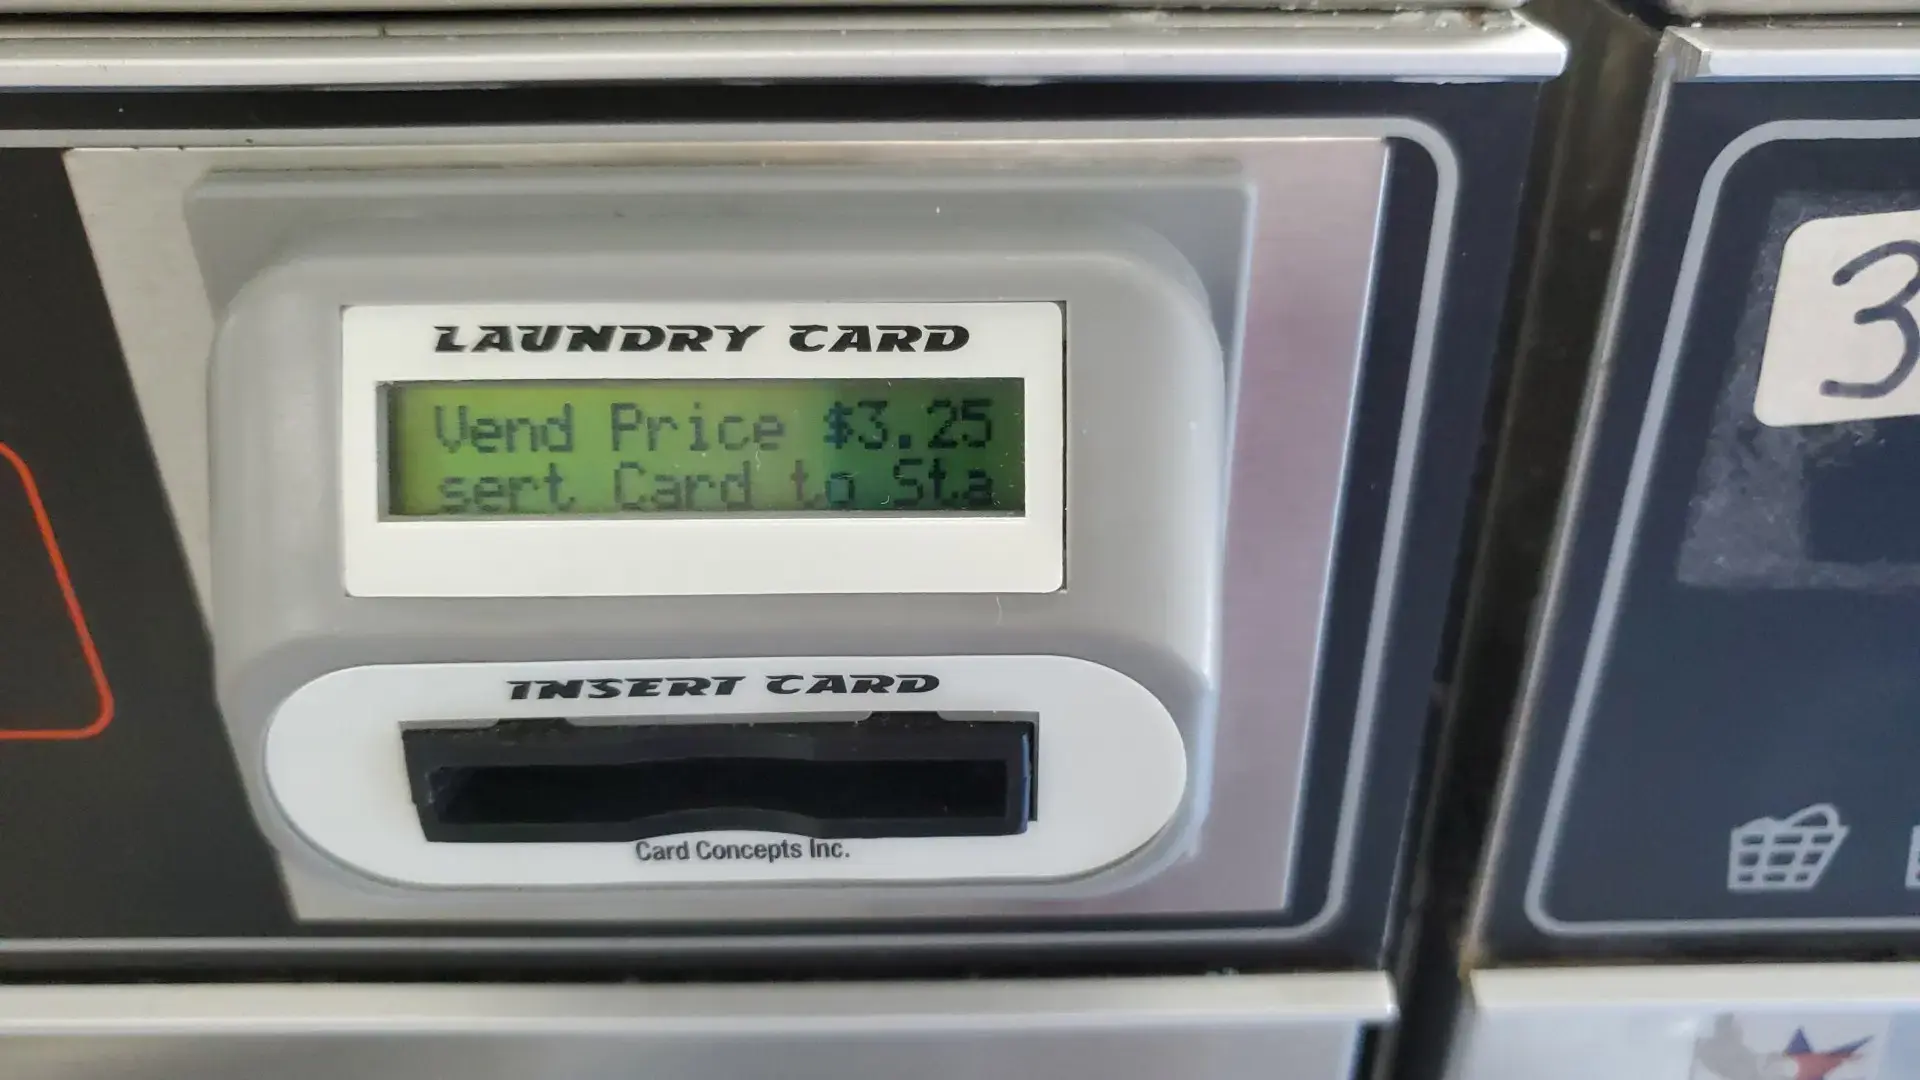 LAUNDRY CARD
Vend Price $3.25
sert Card to Sta
INSERT CARD
Card Concepts Inc.
3